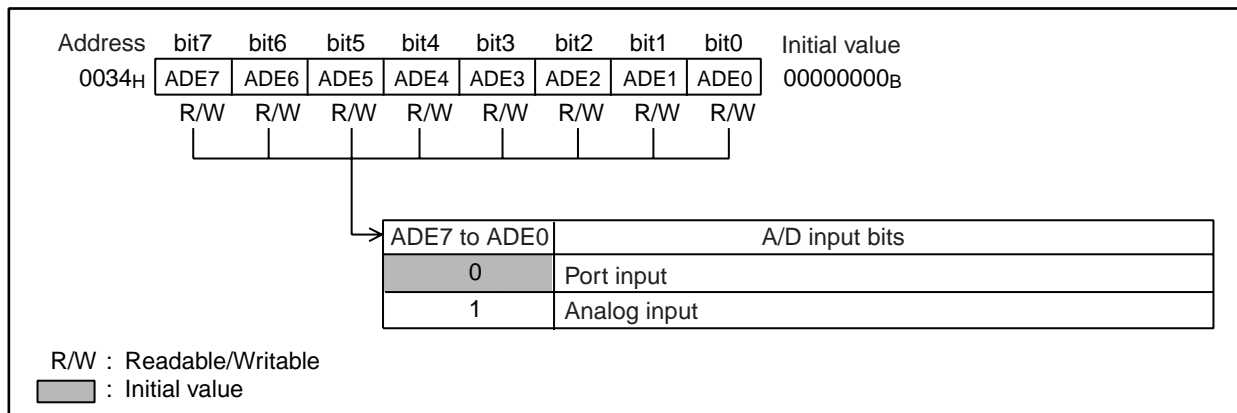 Address bit7 bit6 bit5 bit4 bit3 bit2 bit1 bit0 Initial value
0034H ADE7 ADE6 ADE5 ADE4 ADE3 ADE2 ADE1 ADE0 00000000B
R/W R/W R/W R/W R/W R/W R/W R/W
ADE7 to ADE0 A/D input bits
0 Port input
1 Analog input
R/W : Readable/Writable
: Initial value